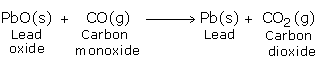 PbO(s) + CO(g) ⟶ Pb(s) + CO₂(g)
Lead Carbon Lead Carbon
oxide monoxide dioxide